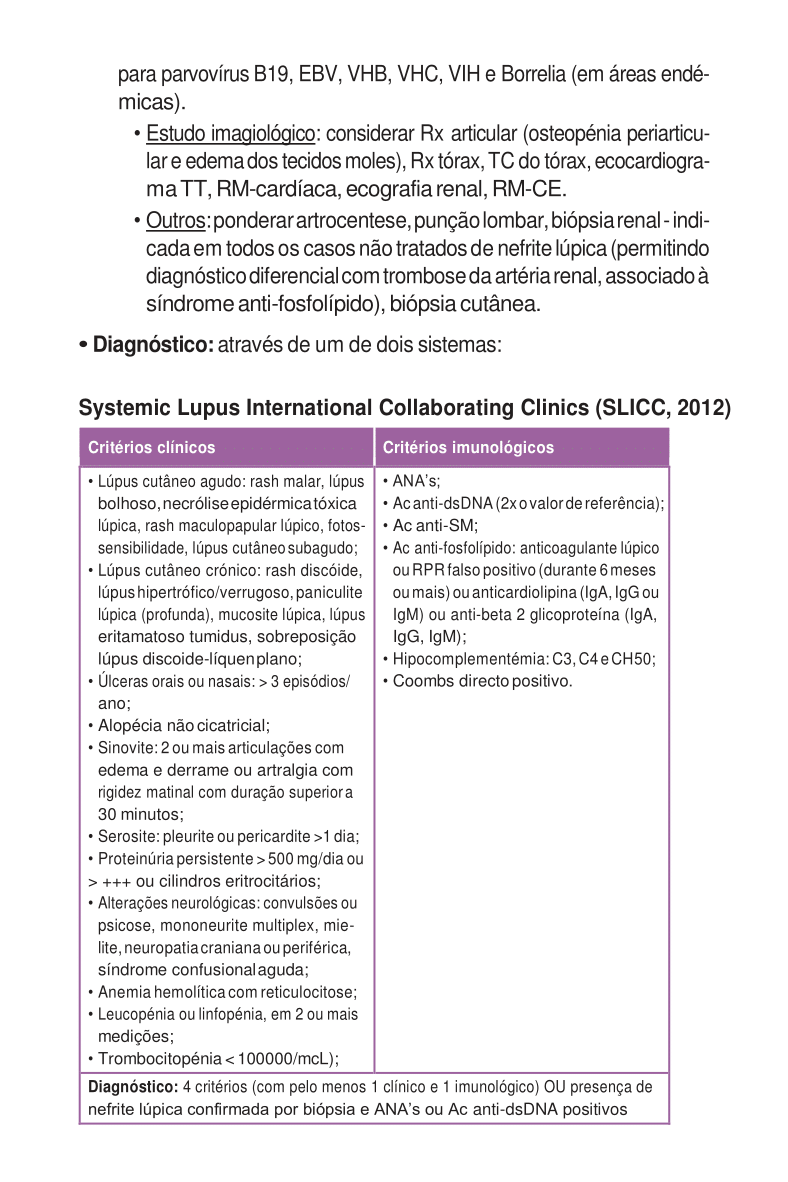 para parvovírus B19, EBV, VHB, VHC, VIH e Borrelia (em áreas endé-
micas).
• Estudo imagiológico: considerar Rx articular (osteopénia periarticu-
lar e edema dos tecidos moles), Rx tórax, TC do tórax, ecocardiogra-
ma TT, RM-cardíaca, ecografia renal, RM-CE.
• Outros: ponderar artrocentese, punção lombar, biópsia renal - indi-
cada em todos os casos não tratados de nefrite lúpica (permitindo
diagnóstico diferencial com trombose da artéria renal, associado à
síndrome anti-fosfolípido), biópsia cutânea.
• Diagnóstico: através de um de dois sistemas:
Systemic Lupus International Collaborating Clinics (SLICC, 2012)
Critérios clínicos
• Lúpus cutâneo agudo: rash malar, lúpus
bolhoso, necrólise epidérmica tóxica
lúpica, rash maculopapular lúpico, fotos-
sensibilidade, lúpus cutâneo subagudo;
• Lúpus cutâneo crónico: rash discóide,
lúpus hipertrófico/verrugoso, paniculite
lúpica (profunda), mucosite lúpica, lúpus
eritamatoso tumidus, sobreposição
lúpus discoide-líquen plano;
• Úlceras orais ou nasais: > 3 episódios/
ano;
• Alopécia não cicatricial;
• Sinovite: 2 ou mais articulações com
edema e derrame ou artralgia com
rigidez matinal com duração superior a
30 minutos;
• Serosite: pleurite ou pericardite >1 dia;
• Proteinúria persistente > 500 mg/dia ou
> +++ ou cilindros eritrocitários;
• Alterações neurológicas: convulsões ou
psicose, mononeurite multiplex, mie-
lite, neuropatia craniana ou periférica,
síndrome confusional aguda;
• Anemia hemolítica com reticulocitose;
• Leucopénia ou linfopénia, em 2 ou mais
medições;
• Trombocitopénia < 100000/mcL);
Critérios imunológicos
• ANA's;
• Ac anti-dsDNA (2x o valor de referência);
• Ac anti-SM;
• Ac anti-fosfolípido: anticoagulante lúpico
ou RPR falso positivo (durante 6 meses
ou mais) ou anticardiolipina (IgA, IgG ou
IgM) ou anti-beta 2 glicoproteína (IgA,
IgG, IgM);
• Hipocomplementémia: C3, C4 e CH50;
• Coombs directo positivo.
Diagnóstico: 4 critérios (com pelo menos 1 clínico e 1 imunológico) OU presença de
nefrite lúpica confirmada por biópsia e ANA's ou Ac anti-dsDNA positivos